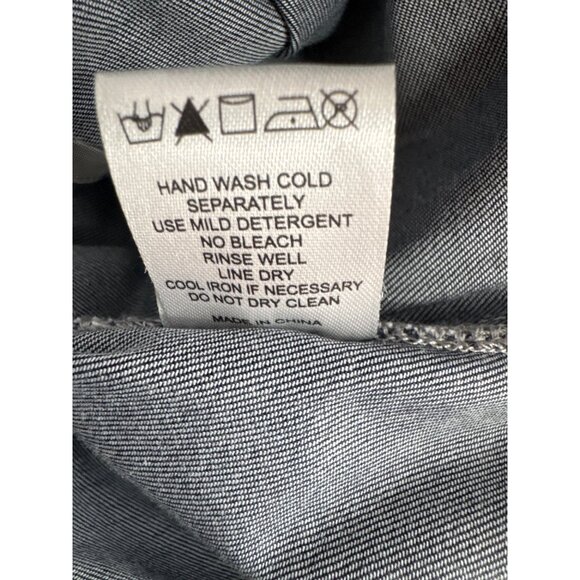 HAND WASH COLD
SEPARATELY
USE MILD DETERGENT
NO BLEACH
RINSE WELL
LINE DRY
COOL IRON IF NECESSARY
DO NOT DRY CLEAN
MADE IN CHINA